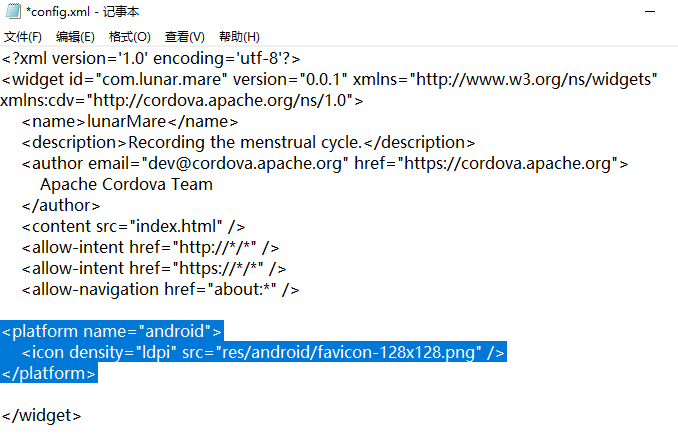 *config.xml - 记事本
文件(F) 编辑(E) 格式(O) 查看(V) 帮助(H)
<?xml version='1.0' encoding='utf-8'?>
<widget id="com.lunar.mare" version="0.0.1" xmlns="http://www.w3.org/ns/widgets"
xmlns:cdv="http://cordova.apache.org/ns/1.0">
    <name>lunarMare</name>
    <description>Recording the menstrual cycle.</description>
    <author email="dev@cordova.apache.org" href="https://cordova.apache.org">
        Apache Cordova Team
    </author>
    <content src="index.html" />
    <allow-intent href="http://*/*" />
    <allow-intent href="https://*/*" />
    <allow-navigation href="about:*" />
<platform name="android">
    <icon density="ldpi" src="res/android/favicon-128x128.png" />
</platform>
</widget>